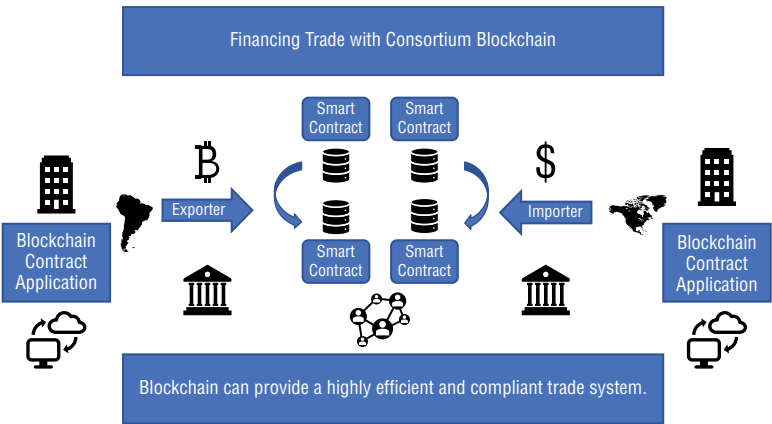 Financing Trade with Consortium Blockchain
Smart
Contract
Smart
Contract
$
Exporter
Importer
Blockchain
Contract
Application
Smart
Contract
Smart
Contract
Blockchain
Contract
Application
Blockchain can provide a highly efficient and compliant trade system.